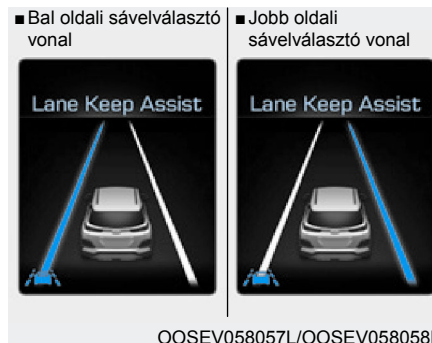 ■ Bal oldali sávelválasztó
vonal
■ Jobb oldali
sávelválasztó vonal
Lane Keep Assist
Lane Keep Assist
OOSEV058057L/OOSEV058058L